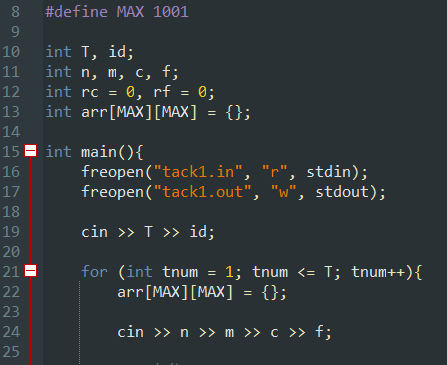 8 #define MAX 1001
9
10 int T, id;
11 int n, m, c, f;
12 int rc = 0, rf = 0;
13 int arr[MAX][MAX] = {};
14
15 int main(){
16 freopen("tack1.in", "r", stdin);
17 freopen("tack1.out", "w", stdout);
18
19 cin >> T >> id;
20
21 for (int tnum = 1; tnum <= T; tnum++){
22 arr[MAX][MAX] = {};
23
24 cin >> n >> m >> c >> f;
25